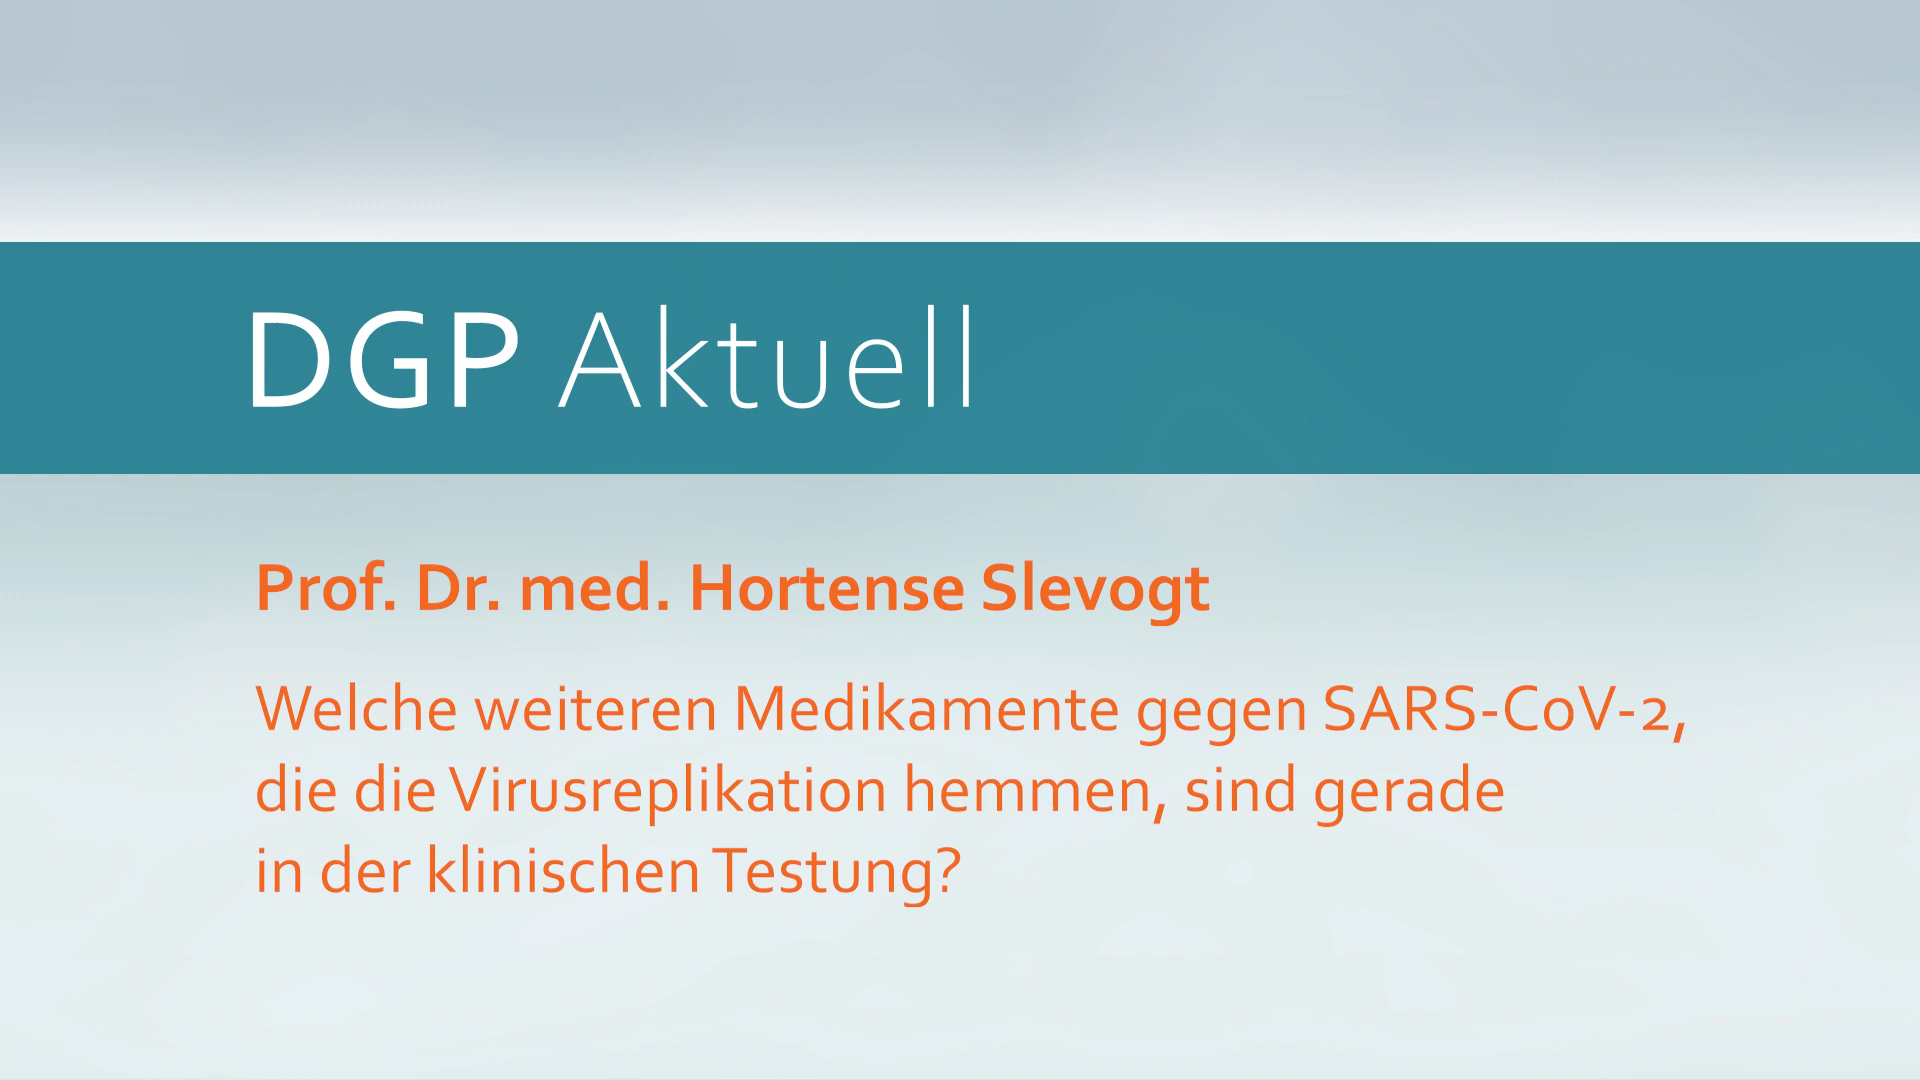 DGP Aktuell
Prof. Dr. med. Hortense Slevogt
Welche weiteren Medikamente gegen SARS-CoV-2,
die die Virusreplikation hemmen, sind gerade
in der klinischen Testung?